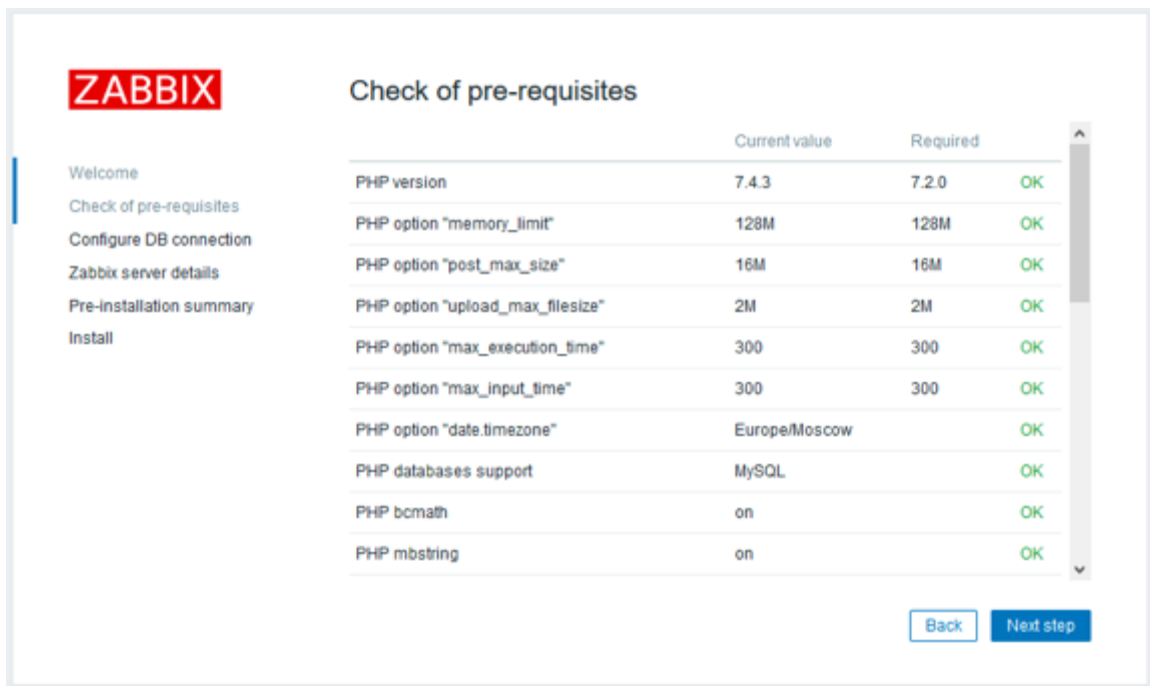 ZABBIX
Check of pre-requisites
Current value Required
Welcome
Check of pre-requisites
Configure DB connection
Zabbix server details
Pre-installation summary
Install
PHP version 7.4.3 7.2.0 OK
PHP option "memory_limit" 128M 128M OK
PHP option "post_max_size" 16M 16M OK
PHP option "upload_max_filesize" 2M 2M OK
PHP option "max_execution_time" 300 300 OK
PHP option "max_input_time" 300 300 OK
PHP option "date.timezone" Europe/Moscow OK
PHP databases support MySQL OK
PHP bcmath on OK
PHP mbstring on OK
Back Next step